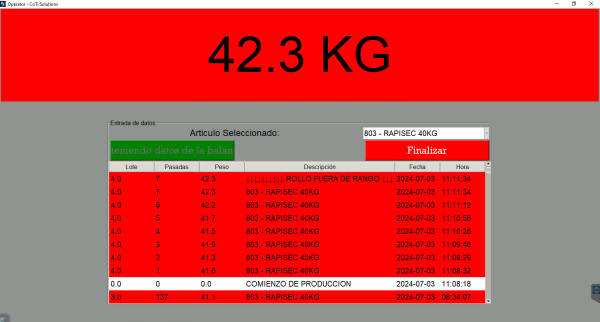 Operator - CoTi Solutions
42.3 KG
Entrada de datos
Articulo Seleccionado: 803 - RAPISEC 40KG
teniendo datos de la balan Finalizar
Lote Pasadas Peso Descripción Fecha Hora
4.0 7 42.3 ROLLO FUERA DE RANGO 2024-07-03 11:11:34
4.0 7 42.3 803 - RAPISEC 40KG 2024-07-03 11:11:34
4.0 6 42.2 803 - RAPISEC 40KG 2024-07-03 11:11:12
4.0 5 41.7 803 - RAPISEC 40KG 2024-07-03 11:10:56
4.0 4 41.5 803 - RAPISEC 40KG 2024-07-03 11:10:26
4.0 3 41.9 803 - RAPISEC 40KG 2024-07-03 11:09:46
4.0 2 41.3 803 - RAPISEC 40KG 2024-07-03 11:09:29
4.0 1 41.6 803 - RAPISEC 40KG 2024-07-03 11:08:32
0.0 0 0.0 COMIENZO DE PRODUCCION 2024-07-03 11:08:18
3.0 137 41.1 803 - RAPISEC 40KG 2024-07-03 08:34:07